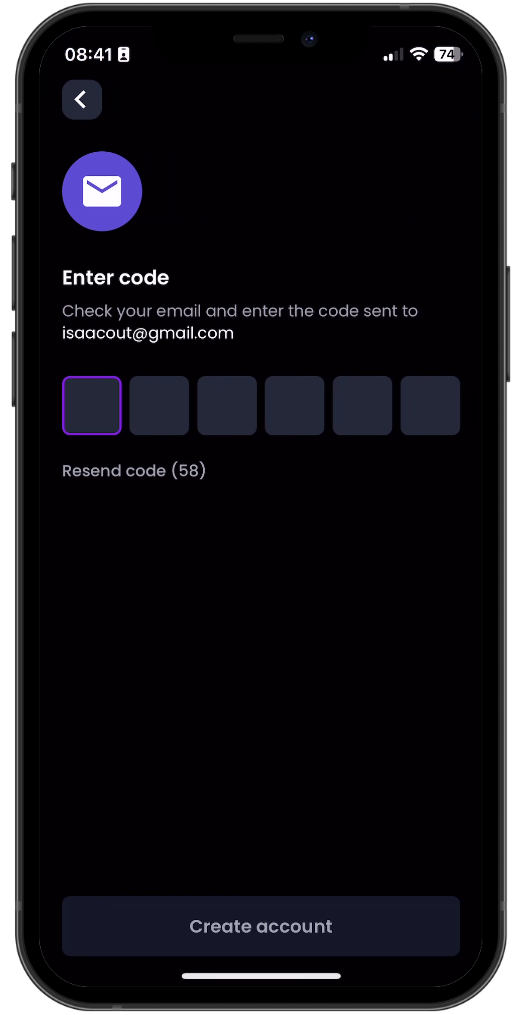 08:41
74
Enter code
Check your email and enter the code sent to
isaacout@gmail.com
Resend code (58)
Create account